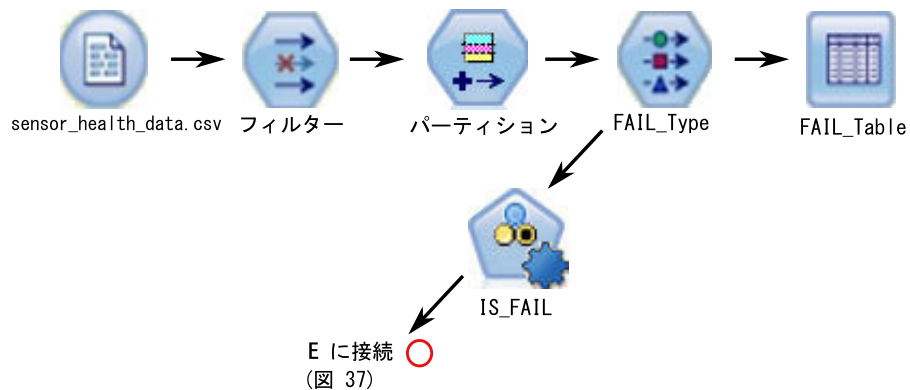 sensor_health_data.csv
フィルター
パーティション
FAIL_Type
FAIL_Table
IS_FAIL
E に接続
(図 37)